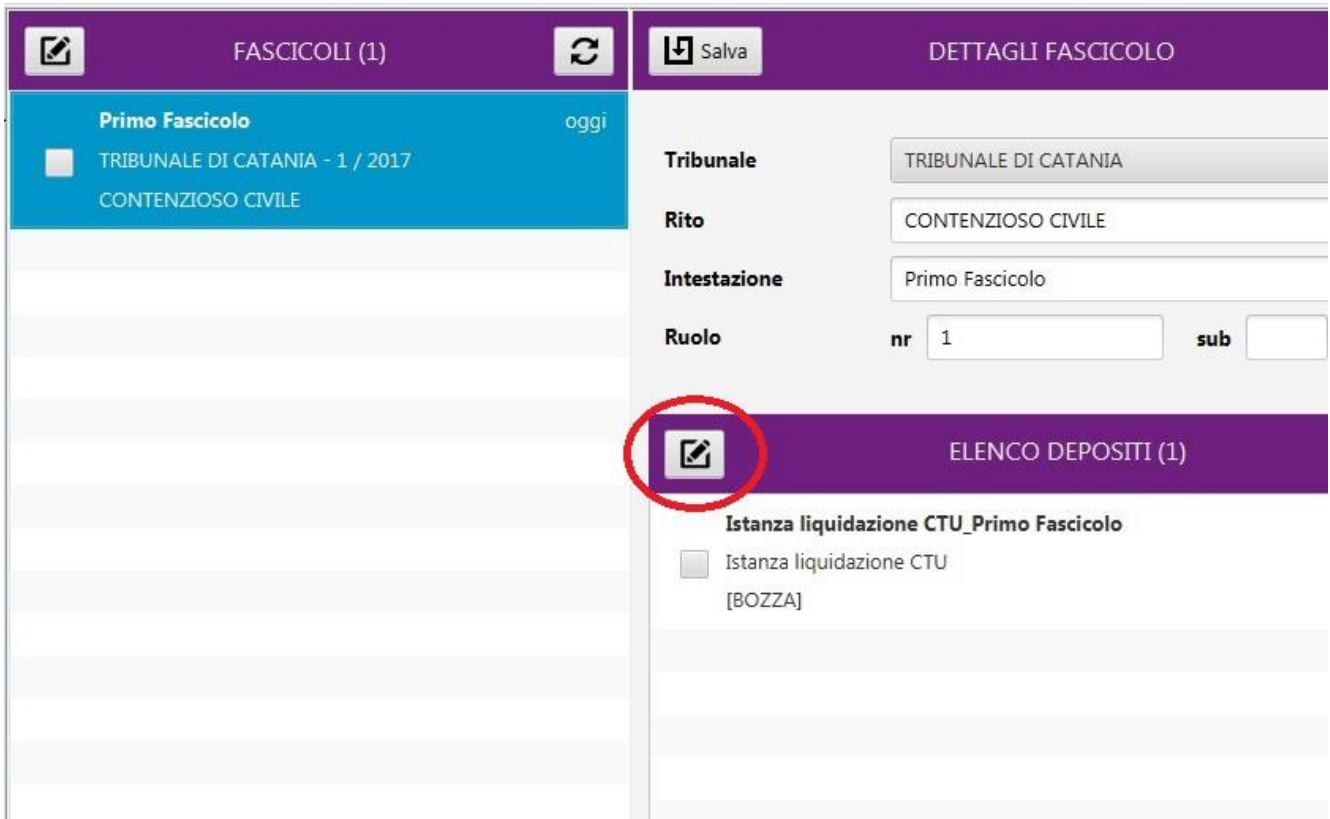 FASCICOLI (1)
Primo Fascicolo oggi
TRIBUNALE DI CATANIA - 1 / 2017
CONTENZIOSO CIVILE
Salva DETTAGLI FASCICOLO
Tribunale TRIBUNALE DI CATANIA
Rito CONTENZIOSO CIVILE
Intestazione Primo Fascicolo
Ruolo nr 1 sub
ELENCO DEPOSITI (1)
Istanza liquidazione CTU_Primo Fascicolo
Istanza liquidazione CTU
[BOZZA]